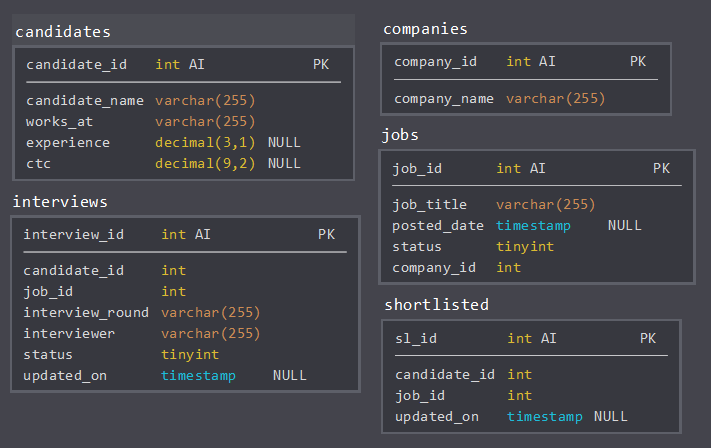 candidates
candidate_id int AI PK
candidate_name varchar(255)
works_at varchar(255)
experience decimal(3,1) NULL
ctc decimal(9,2) NULL
interviews
interview_id int AI PK
candidate_id int
job_id int
interview_round varchar(255)
interviewer varchar(255)
status tinyint
updated_on timestamp NULL
companies
company_id int AI PK
company_name varchar(255)
jobs
job_id int AI PK
job_title varchar(255)
posted_date timestamp NULL
status tinyint
company_id int
shortlisted
sl_id int AI PK
candidate_id int
job_id int
updated_on timestamp NULL